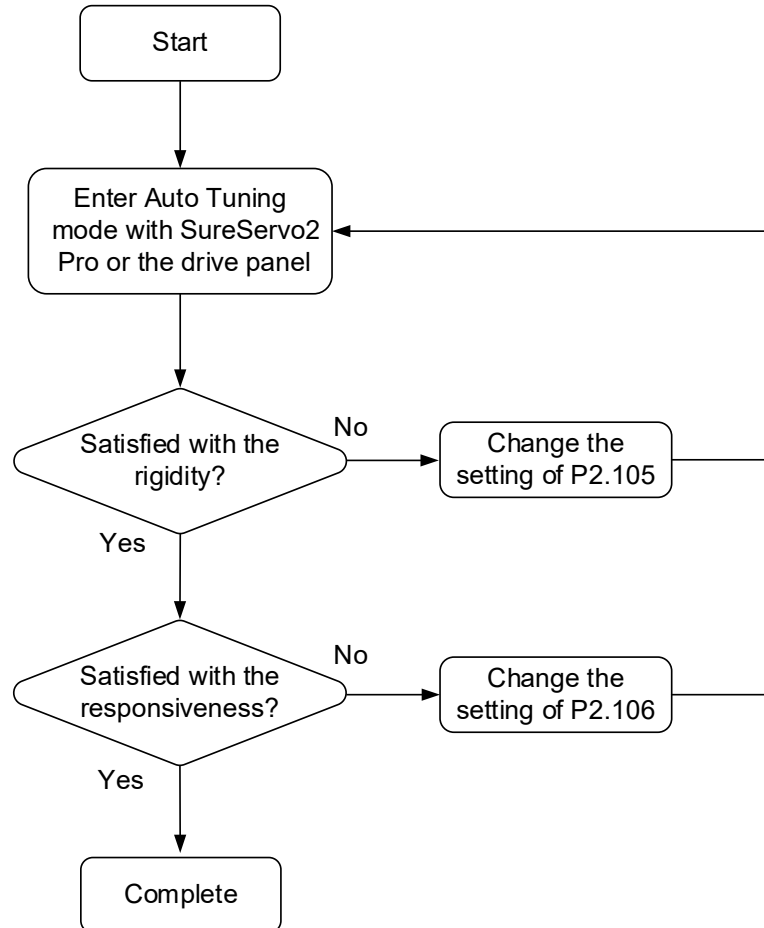 Start
Enter Auto Tuning
mode with SureServo2
Pro or the drive panel
Satisfied with the
rigidity?
No
Change the
setting of P2.105
Yes
Satisfied with the
responsiveness?
No
Change the
setting of P2.106
Yes
Complete